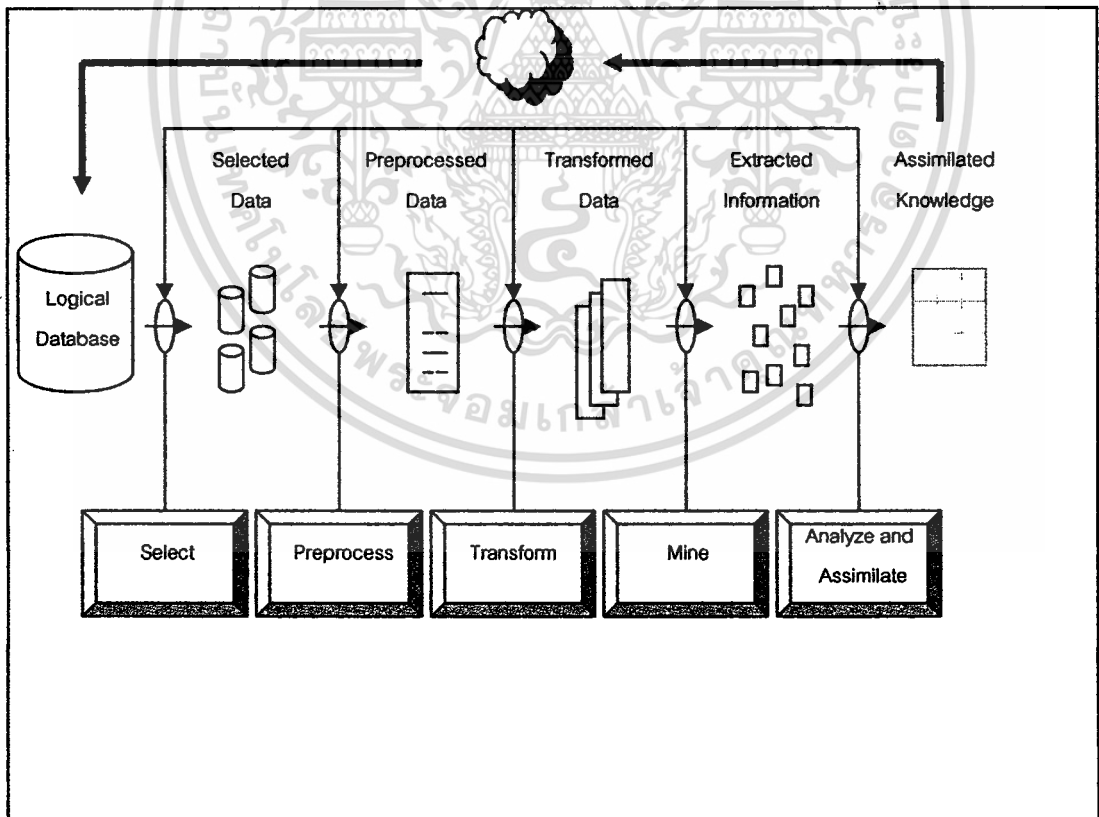 Selected
Data
Preprocessed
Data
Transformed
Data
Extracted
Information
Assimilated
Knowledge
Logical
Database
Select
Preprocess
Transform
Mine
Analyze and
Assimilate